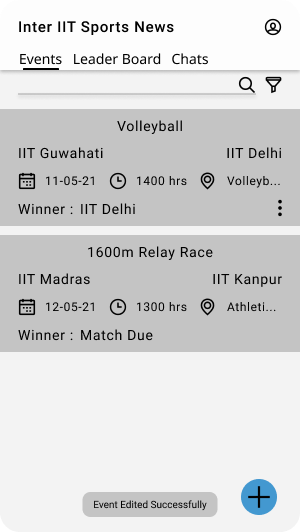 Inter IIT Sports News
Events Leader Board Chats
Volleyball
IIT Guwahati IIT Delhi
11-05-21 1400 hrs Volleyb...
Winner : IIT Delhi
1600m Relay Race
IIT Madras IIT Kanpur
12-05-21 1300 hrs Athleti...
Winner : Match Due
Event Edited Successfully